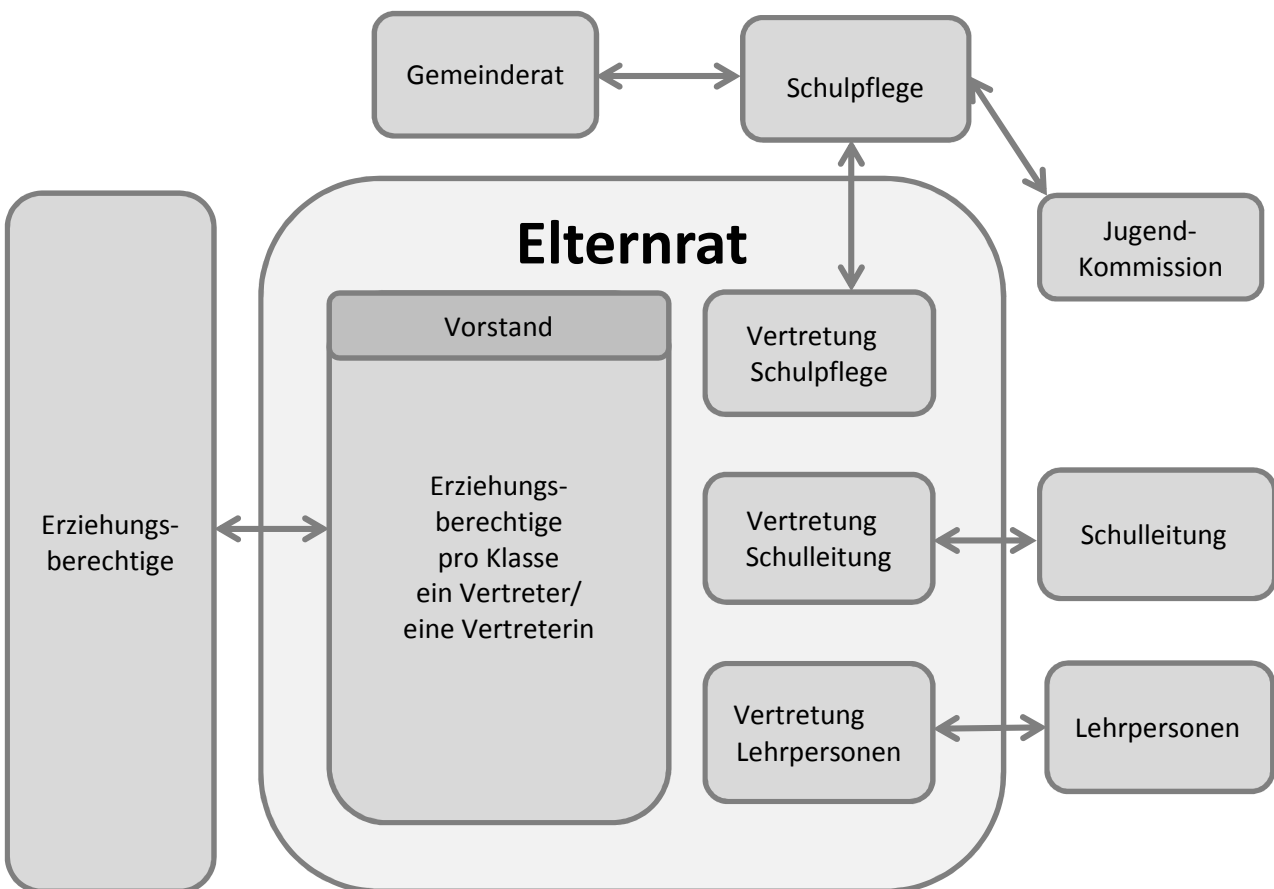 Gemeinderat
Schulpflege
Jugend-
Kommission
Elternrat
Vorstand
Erziehungs-
berechtige
pro Klasse
ein Vertreter/
eine Vertreterin
Erziehungs-
berechtige
Vertretung
Schulpflege
Vertretung
Schulleitung
Schulleitung
Vertretung
Lehrpersonen
Lehrpersonen